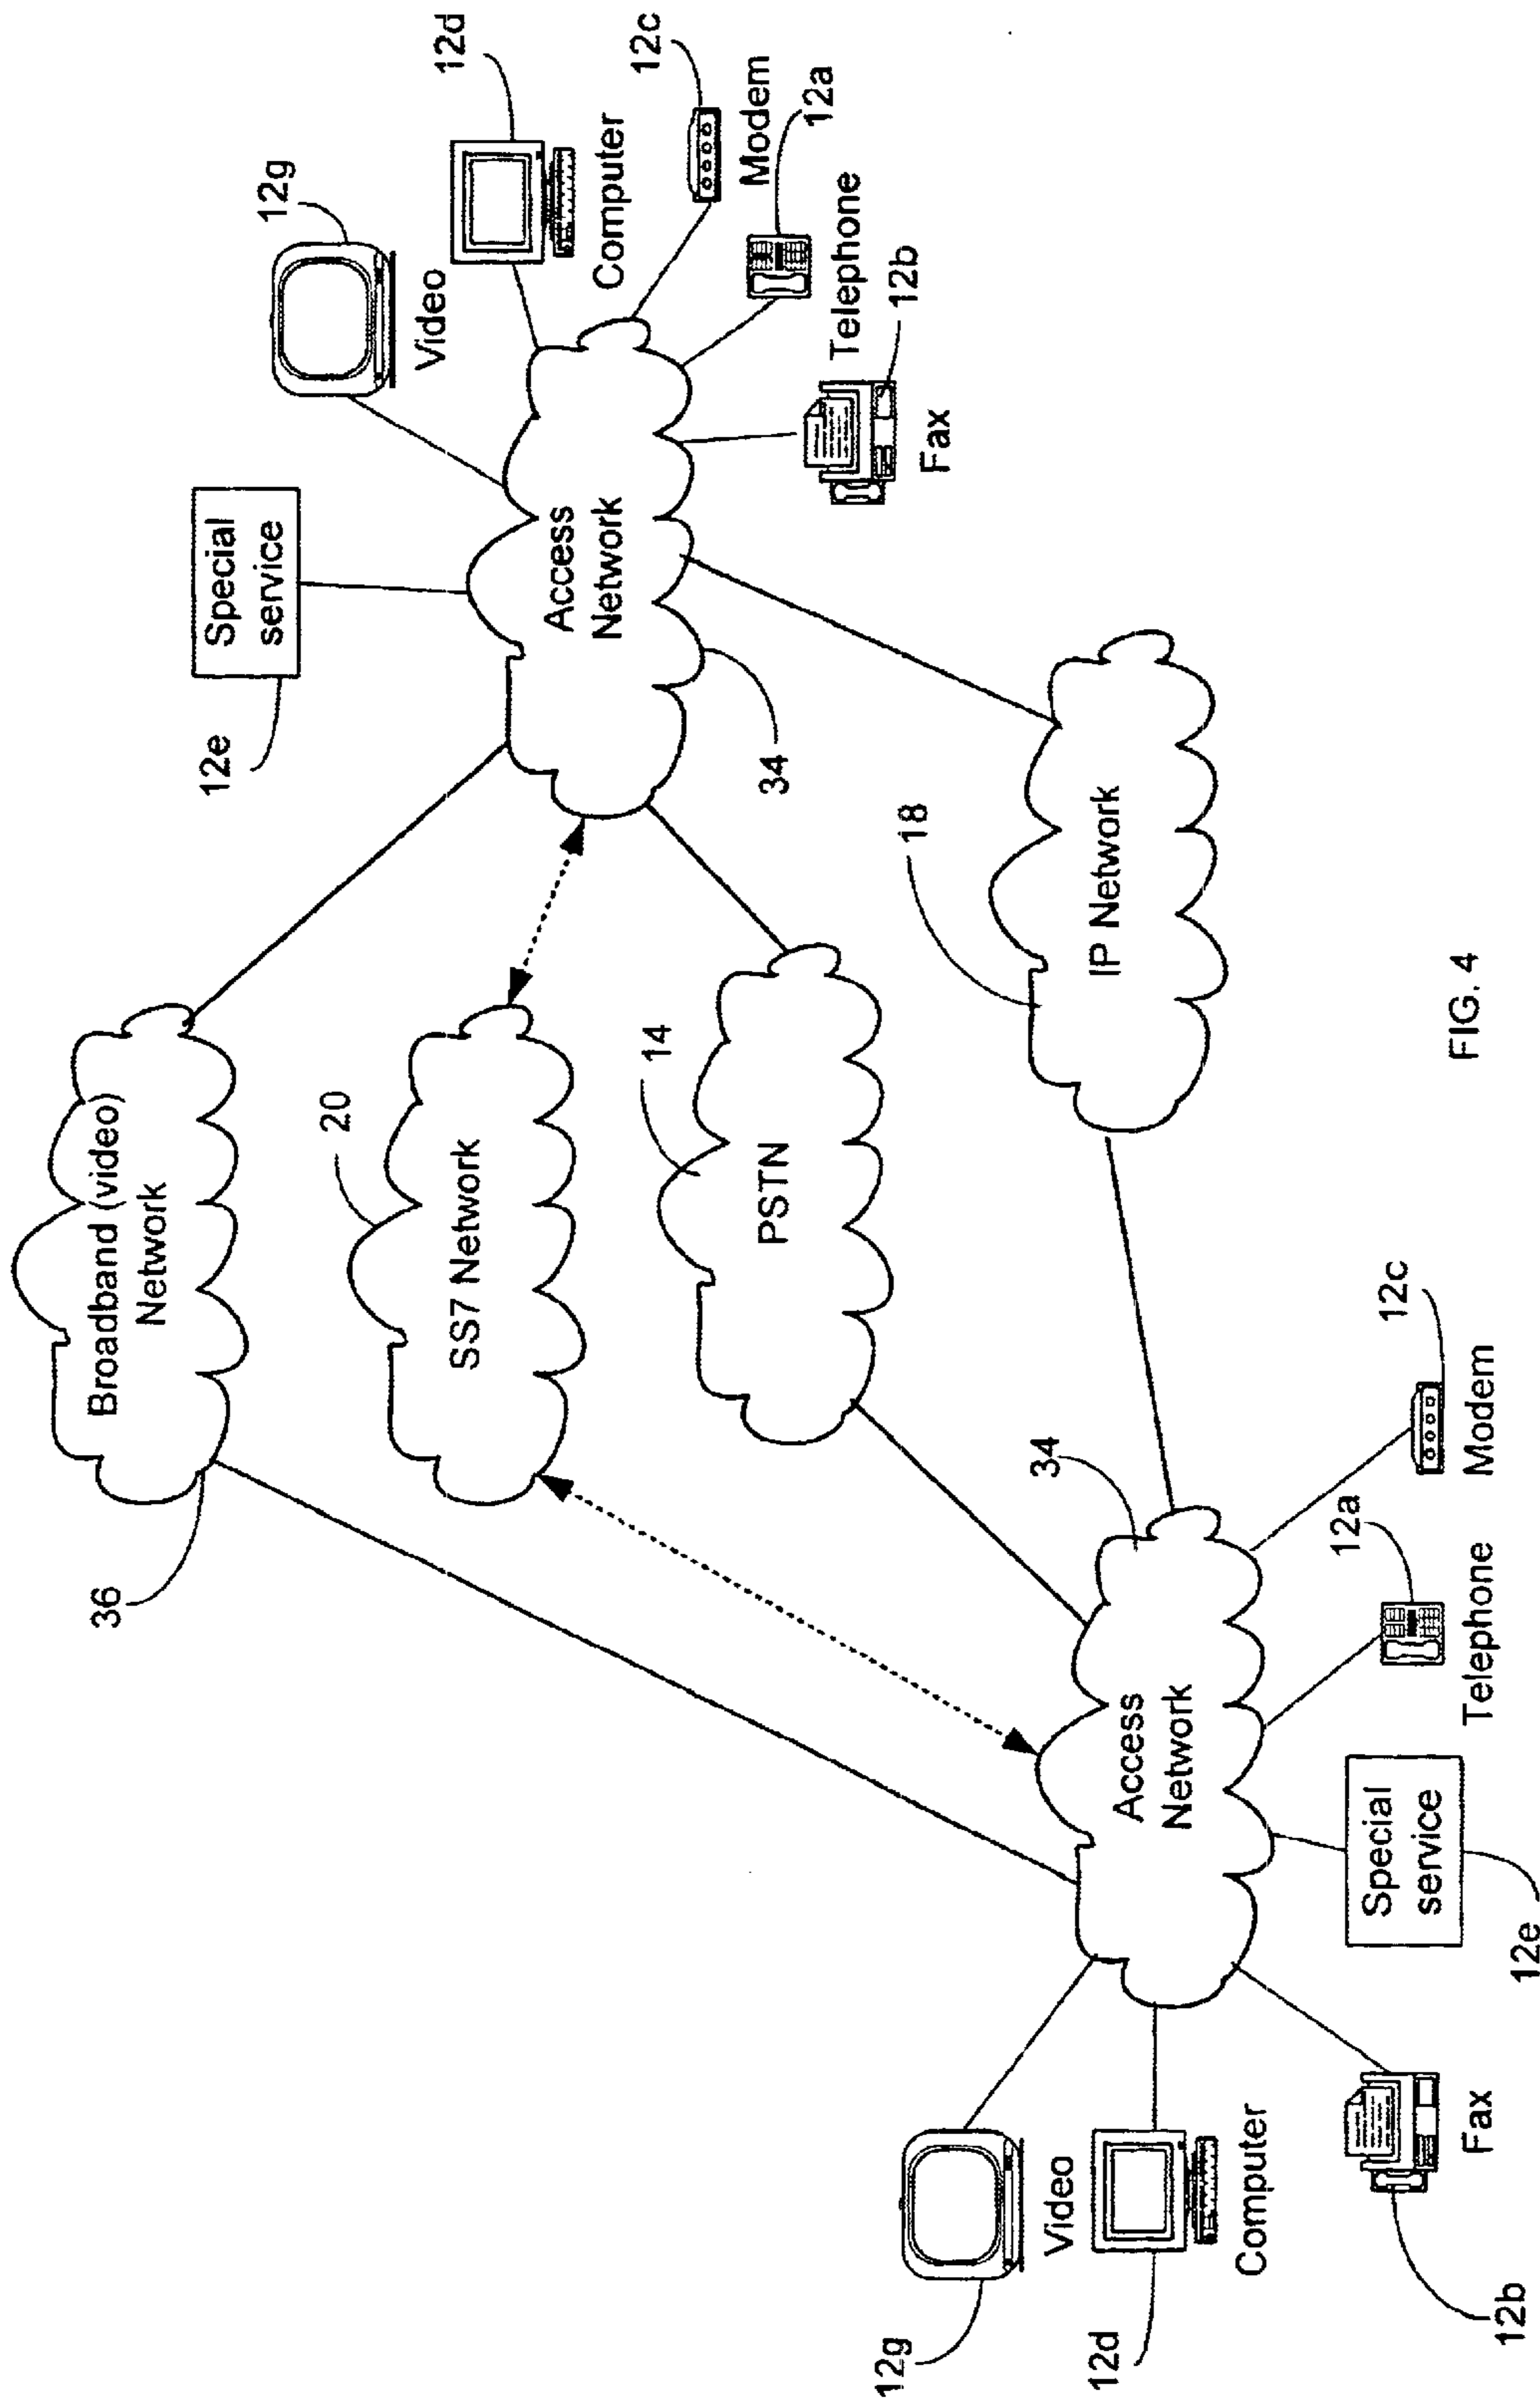 36
Broadband (video)
Network
20
SS7 Network
14
PSTN
18
IP Network
12e
Special
service
12g
Video
12d
Computer
12c
Modem
12a
Telephone
12b
Fax
Access
Network
34
34
Access
Network
12g
Video
12d
Computer
12b
Fax
Special
service
12e
12a
Telephone
12c
Modem
FIG. 4